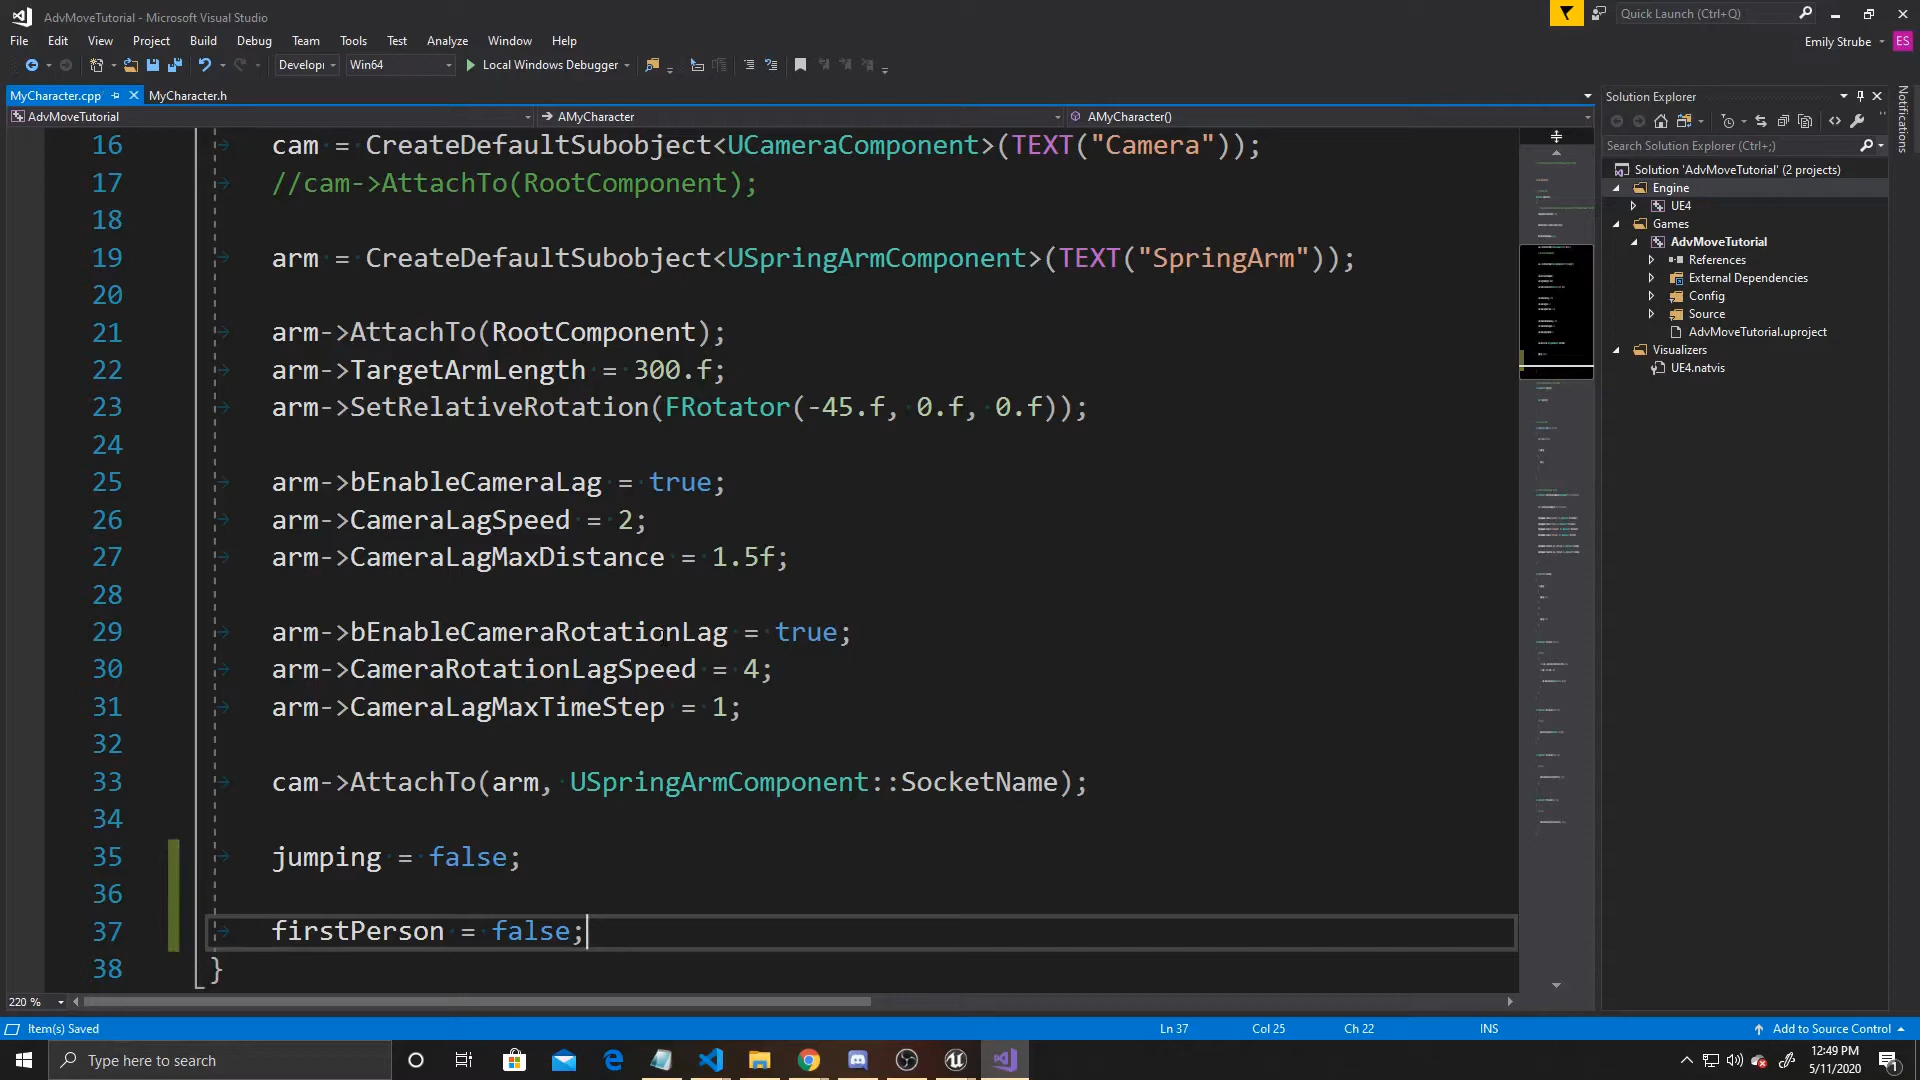 AdvMoveTutorial - Microsoft Visual Studio
Quick Launch (Ctrl+Q)
File Edit View Project Build Debug Team Tools Test Analyze Window Help
Emily Strube ES
Develop Win64 Local Windows Debugger
MyCharacter.cpp MyCharacter.h
AdvMoveTutorial AMyCharacter AMyCharacter()
16 cam = CreateDefaultSubobject<UCameraComponent>(TEXT("Camera"));
17 //cam->AttachTo(RootComponent);
18
19 arm = CreateDefaultSubobject<USpringArmComponent>(TEXT("SpringArm"));
20
21 arm->AttachTo(RootComponent);
22 arm->TargetArmLength = 300.f;
23 arm->SetRelativeRotation(FRotator(-45.f, 0.f, 0.f));
24
25 arm->bEnableCameraLag = true;
26 arm->CameraLagSpeed = 2;
27 arm->CameraLagMaxDistance = 1.5f;
28
29 arm->bEnableCameraRotationLag = true;
30 arm->CameraRotationLagSpeed = 4;
31 arm->CameraLagMaxTimeStep = 1;
32
33 cam->AttachTo(arm, USpringArmComponent::SocketName);
34
35 jumping = false;
36
37 firstPerson = false;
38 }
220 %
Solution Explorer
Search Solution Explorer (Ctrl+;)
Solution 'AdvMoveTutorial' (2 projects)
Engine
UE4
Games
AdvMoveTutorial
References
External Dependencies
Config
Source
AdvMoveTutorial.uproject
Visualizers
UE4.natvis
Notifications
Item(s) Saved Ln 37 Col 25 Ch 22 INS Add to Source Control
Type here to search
12:49 PM
5/11/2020
1